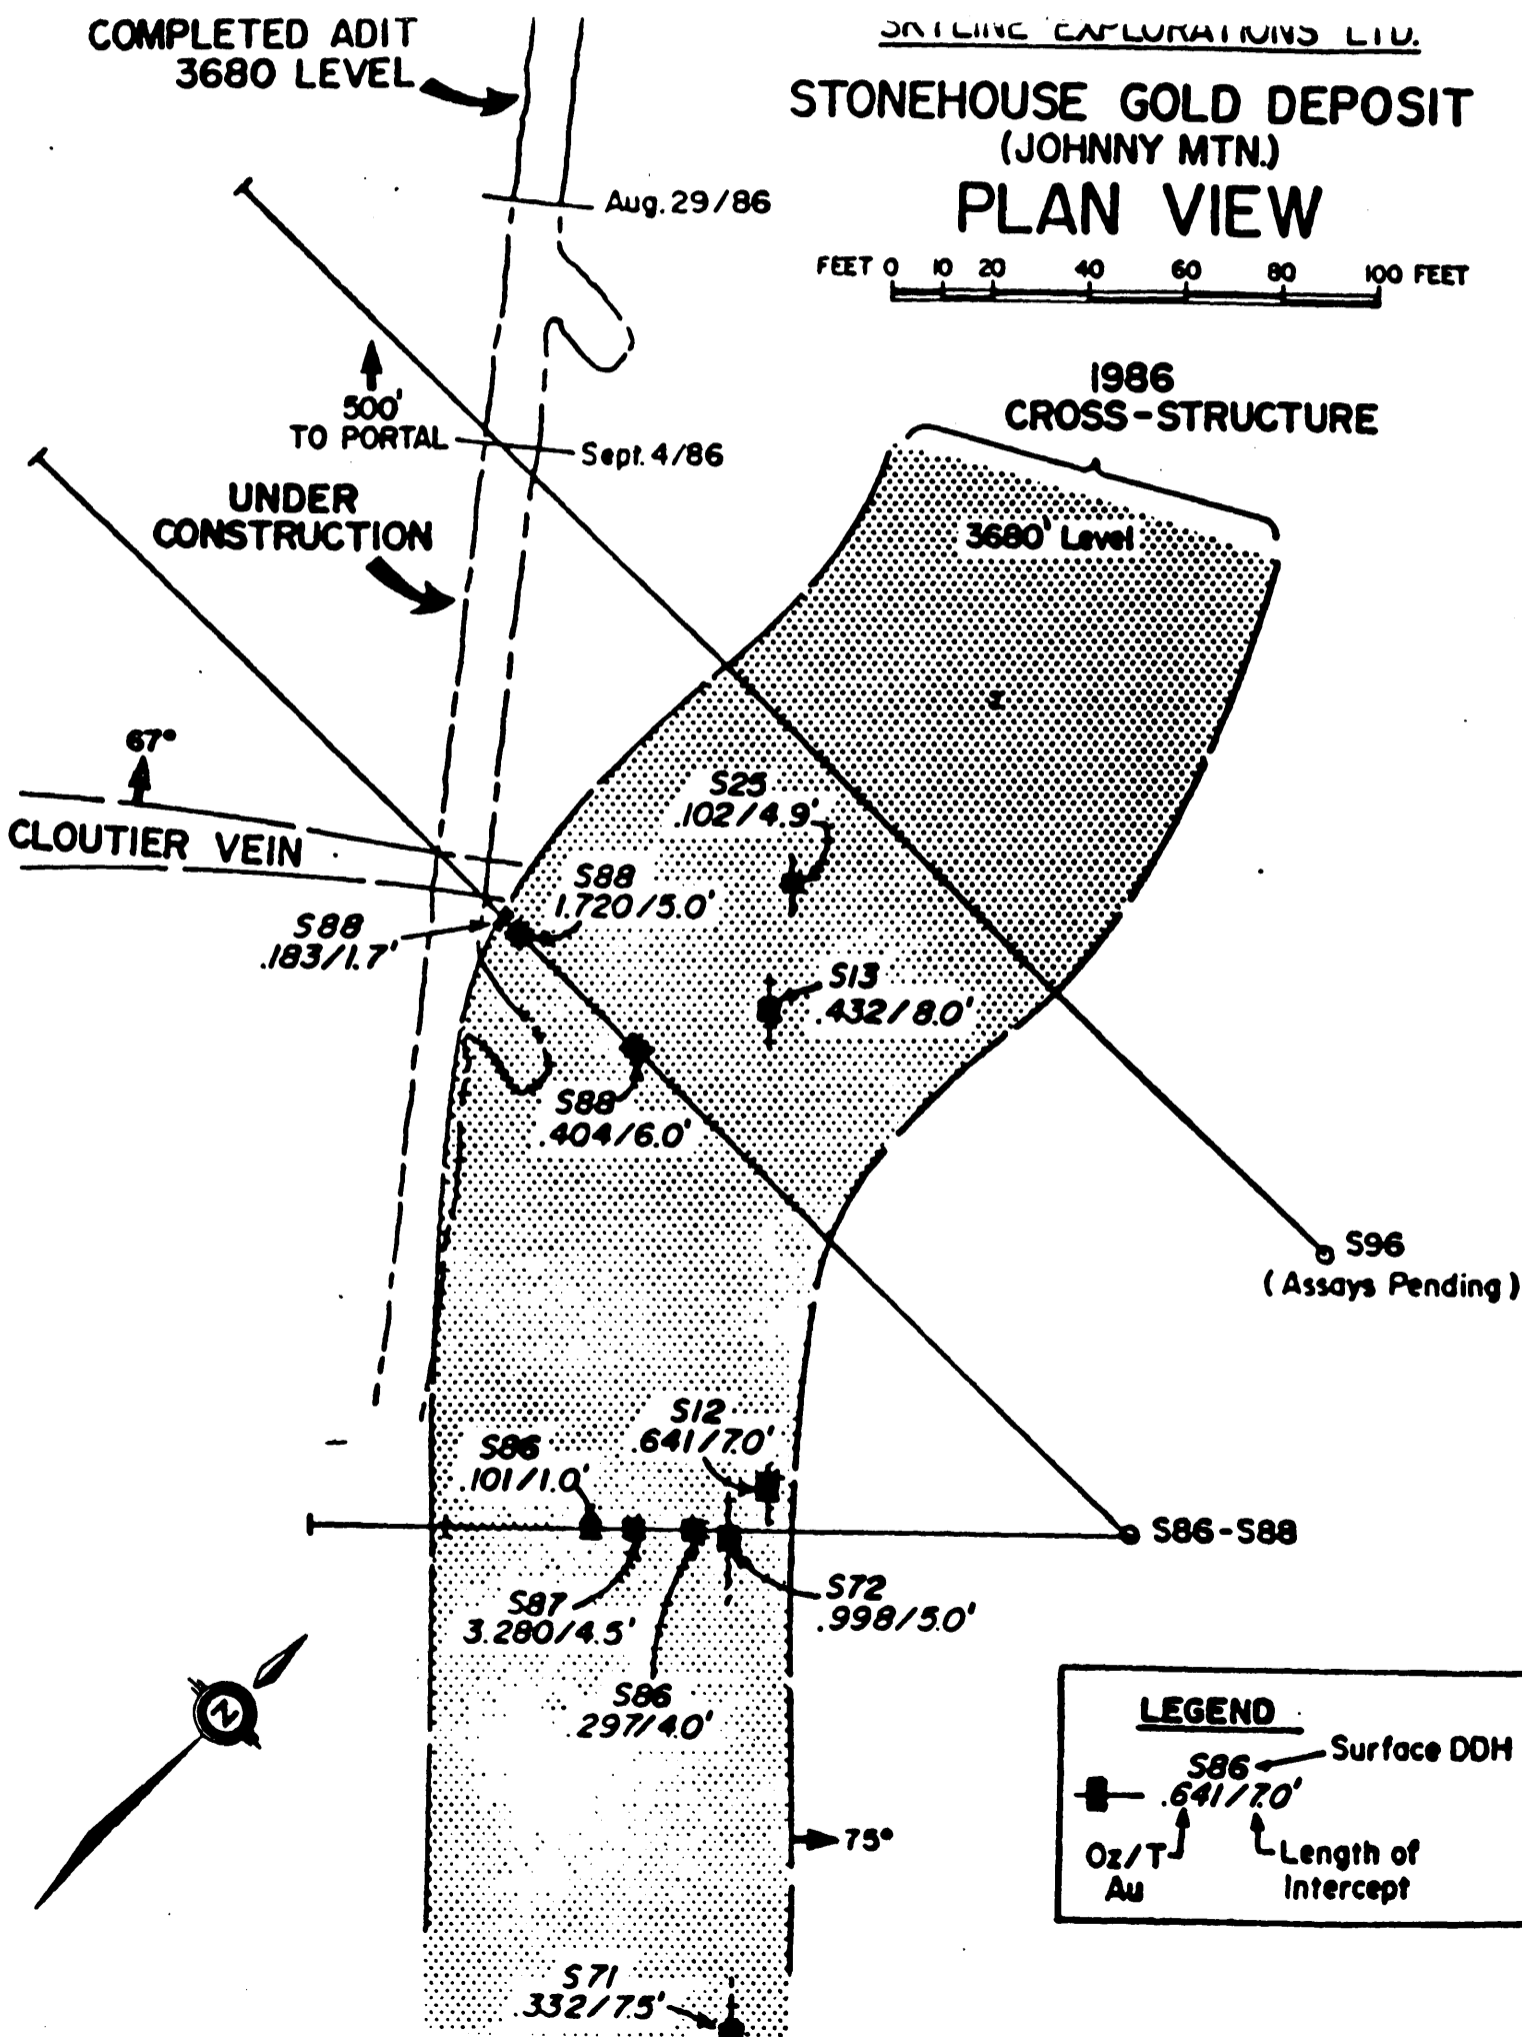 COMPLETED ADIT
3680 LEVEL
SKYLINE EXPLORATIONS LTD.
STONEHOUSE GOLD DEPOSIT
(JOHNNY MTN.)
PLAN VIEW
FEET 0 10 20 40 60 80 100 FEET
Aug. 29/86
1986
CROSS-STRUCTURE
500'
TO PORTAL
Sept. 4/86
UNDER
CONSTRUCTION
3680' Level
67°
CLOUTIER VEIN
S25
.102/4.9'
S88
1.720/5.0'
S88
.183/1.7'
S13
.432/8.0'
S88
.404/6.0'
S96
(Assays Pending)
S12
.641/7.0'
S86
.101/1.0'
S86-S88
S87
3.280/4.5'
S72
.998/5.0'
S86
.297/4.0'
N
75°
S71
.332/7.5'
LEGEND
S86 Surface DDH
.641/7.0'
Oz/T
Au
Length of
Intercept